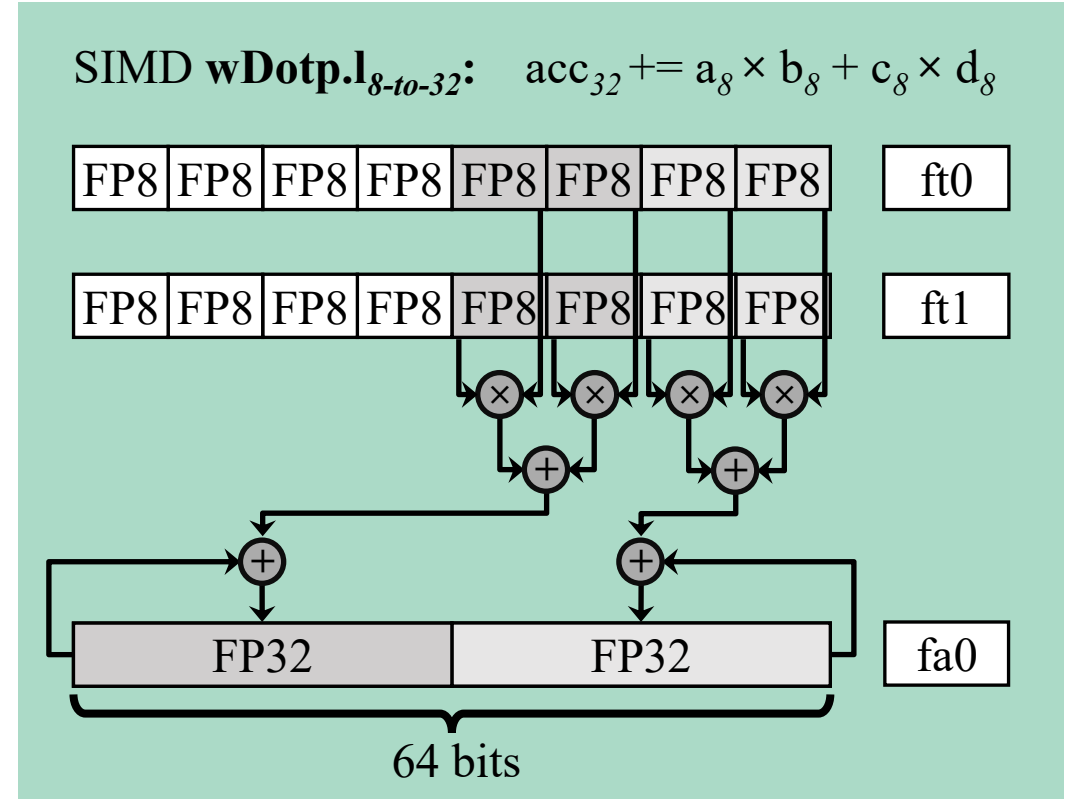 SIMD wDotp.l8-to-32: acc32 += a8 × b8 + c8 × d8
FP8 FP8 FP8 FP8 FP8 FP8 FP8 FP8 ft0
FP8 FP8 FP8 FP8 FP8 FP8 FP8 FP8 ft1
× × × ×
+ +
+ +
FP32 FP32 fa0
64 bits